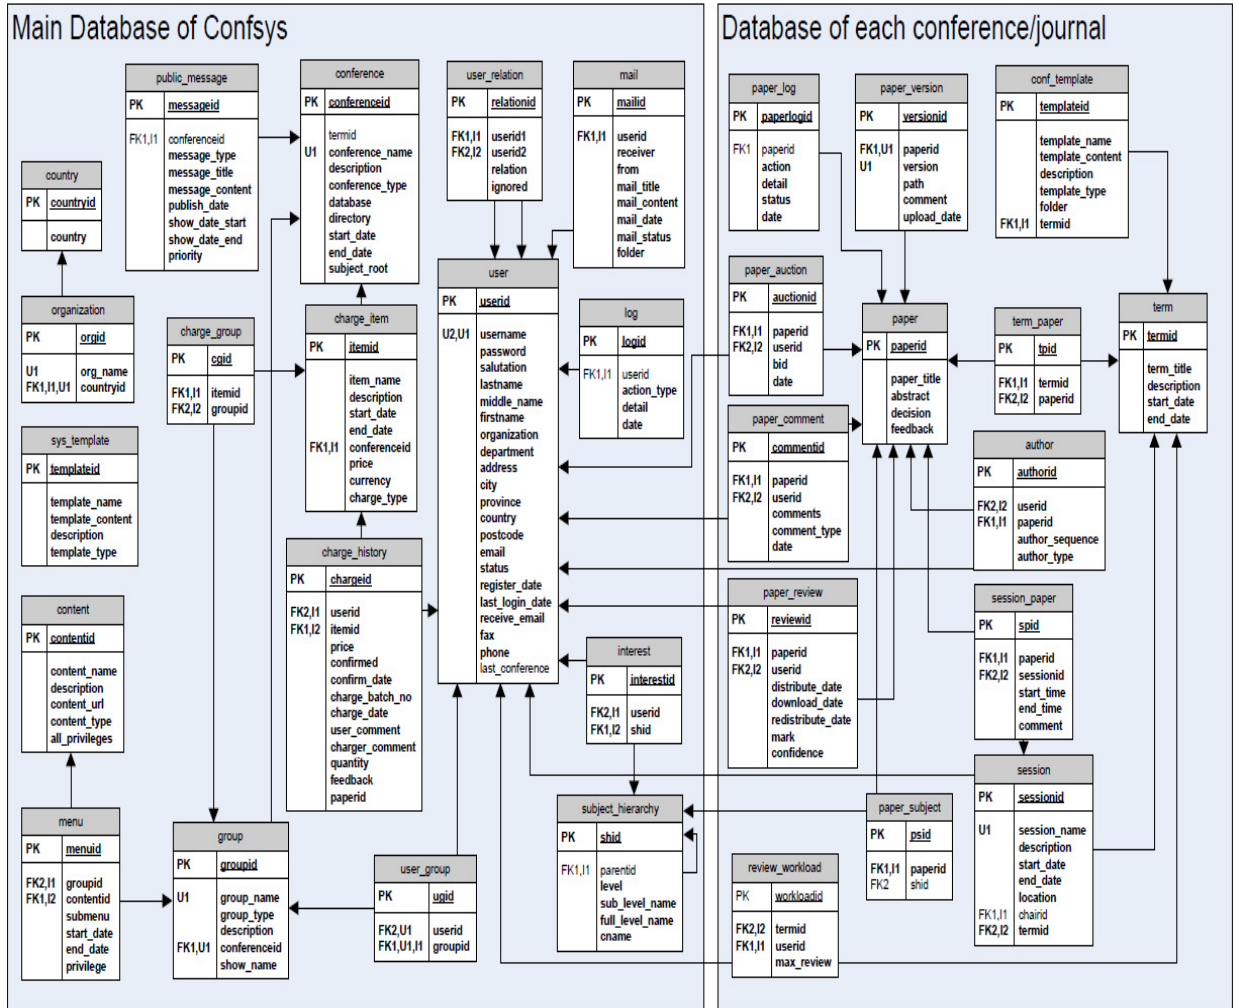 Main Database of Confsys
public_message
PK messageid
FK1,I1 conferenceid
message_type
message_title
message_content
publish_date
show_date_start
show_date_end
priority
conference
PK conferenceid
termid
U1 conference_name
description
conference_type
database
directory
start_date
end_date
subject_root
user_relation
PK relationid
FK1,I1 userid1
FK2,I2 userid2
relation
ignored
mail
PK mailid
FK1,I1 userid
receiver
from
mail_title
mail_content
mail_date
mail_status
folder
country
PK countryid
country
organization
PK orgid
U1 org_name
FK1,I1,U1 countryid
charge_group
PK cgid
FK1,I1 itemid
FK2,I2 groupid
charge_item
PK itemid
item_name
description
start_date
end_date
FK1,I1 conferenceid
price
currency
charge_type
user
PK userid
U2,U1 username
password
salutation
lastname
middle_name
firstname
organization
department
address
city
province
country
postcode
email
status
register_date
last_login_date
receive_email
fax
phone
last_conference
log
PK logid
FK1,I1 userid
action_type
detail
date
sys_template
PK templateid
template_name
template_content
description
template_type
charge_history
PK chargeid
FK2,I1 userid
FK1,I2 itemid
price
confirmed
confirm_date
charge_batch_no
charge_date
user_comment
charger_comment
quantity
feedback
paperid
content
PK contentid
content_name
description
content_url
content_type
all_privileges
interest
PK interestid
FK2,I1 userid
FK1,I2 shid
menu
PK menuid
FK2,I1 groupid
FK1,I2 contentid
submenu
start_date
end_date
privilege
group
PK groupid
U1 group_name
group_type
description
FK1,U1 conferenceid
show_name
user_group
PK ugid
FK2,U1 userid
FK1,U1,I1 groupid
subject_hierarchy
PK shid
FK1,I1 parentid
level
sub_level_name
full_level_name
cname
Database of each conference/journal
paper_log
PK paperlogid
FK1 paperid
action
detail
status
date
paper_version
PK versionid
FK1,U1 paperid
U1 version
path
comment
upload_date
conf_template
PK templateid
template_name
template_content
description
template_type
folder
FK1,I1 termid
paper_auction
PK auctionid
FK1,I1 paperid
FK2,I2 userid
bid
date
paper
PK paperid
paper_title
abstract
decision
feedback
term_paper
PK tpid
FK1,I1 termid
FK2,I2 paperid
term
PK termid
term_title
description
start_date
end_date
paper_comment
PK commentid
FK1,I1 paperid
FK2,I2 userid
comments
comment_type
date
author
PK authorid
FK2,I2 userid
FK1,I1 paperid
author_sequence
author_type
paper_review
PK reviewid
FK1,I1 paperid
FK2,I2 userid
distribute_date
download_date
redistribute_date
mark
confidence
session_paper
PK spid
FK1,I1 paperid
FK2,I2 sessionid
start_time
end_time
comment
session
PK sessionid
U1 session_name
description
start_date
end_date
location
FK1,I1 chairid
FK2,I2 termid
paper_subject
PK psid
FK1,I1 paperid
FK2 shid
review_workload
PK workloadid
FK2,I2 termid
FK1,I1 userid
max_review